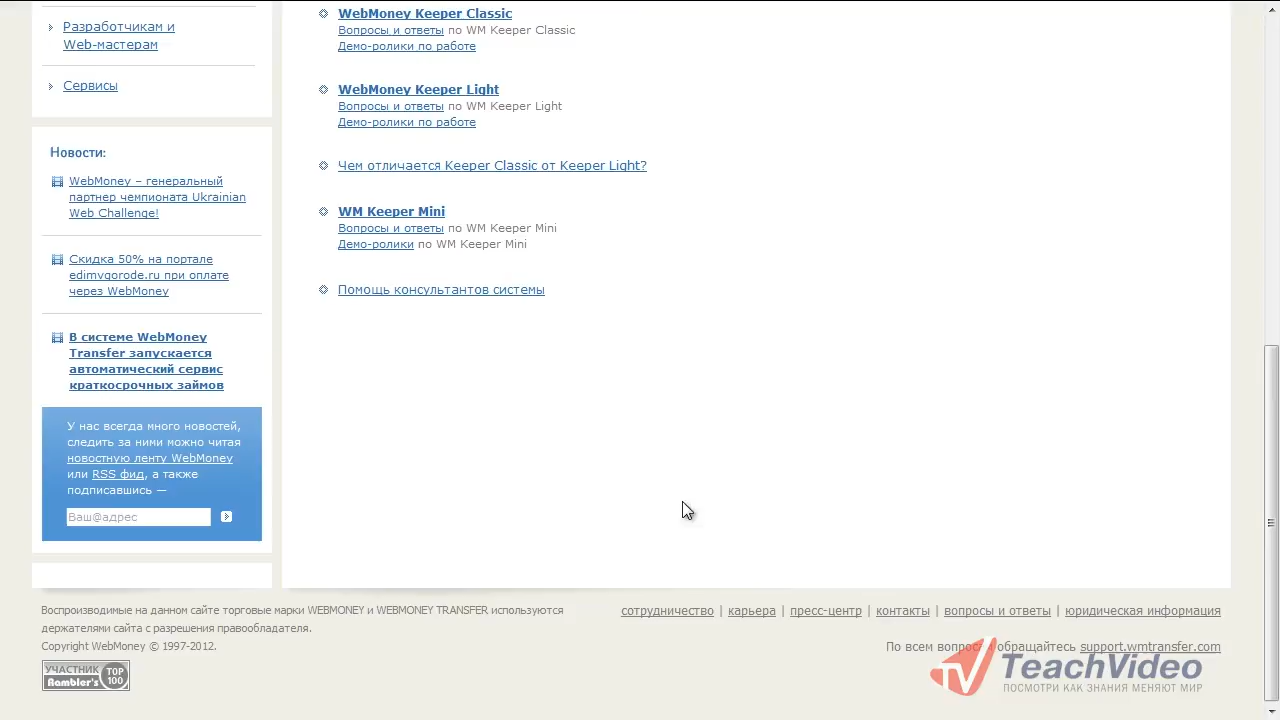 Разработчикам и
Web-мастерам
Сервисы
Новости:
WebMoney – генеральный
партнер чемпионата Ukrainian
Web Challenge!
Скидка 50% на портале
edimvgorode.ru при оплате
через WebMoney
В системе WebMoney
Transfer запускается
автоматический сервис
краткосрочных займов
У нас всегда много новостей,
следить за ними можно читая
новостную ленту WebMoney
или RSS фид, а также
подписавшись —
Ваш@адрес
WebMoney Keeper Classic
Вопросы и ответы по WM Keeper Classic
Демо-ролики по работе
WebMoney Keeper Light
Вопросы и ответы по WM Keeper Light
Демо-ролики по работе
Чем отличается Keeper Classic от Keeper Light?
WM Keeper Mini
Вопросы и ответы по WM Keeper Mini
Демо-ролики по WM Keeper Mini
Помощь консультантов системы
Воспроизводимые на данном сайте торговые марки WEBMONEY и WEBMONEY TRANSFER используются
держателями сайта с разрешения правообладателя.
Copyright WebMoney © 1997-2012.
УЧАСТНИК
Rambler's
TOP
100
сотрудничество | карьера | пресс-центр | контакты | вопросы и ответы | юридическая информация
По всем вопросам обращайтесь support.wmtransfer.com
TeachVideo
ПОСМОТРИ КАК ЗНАНИЯ МЕНЯЮТ МИР